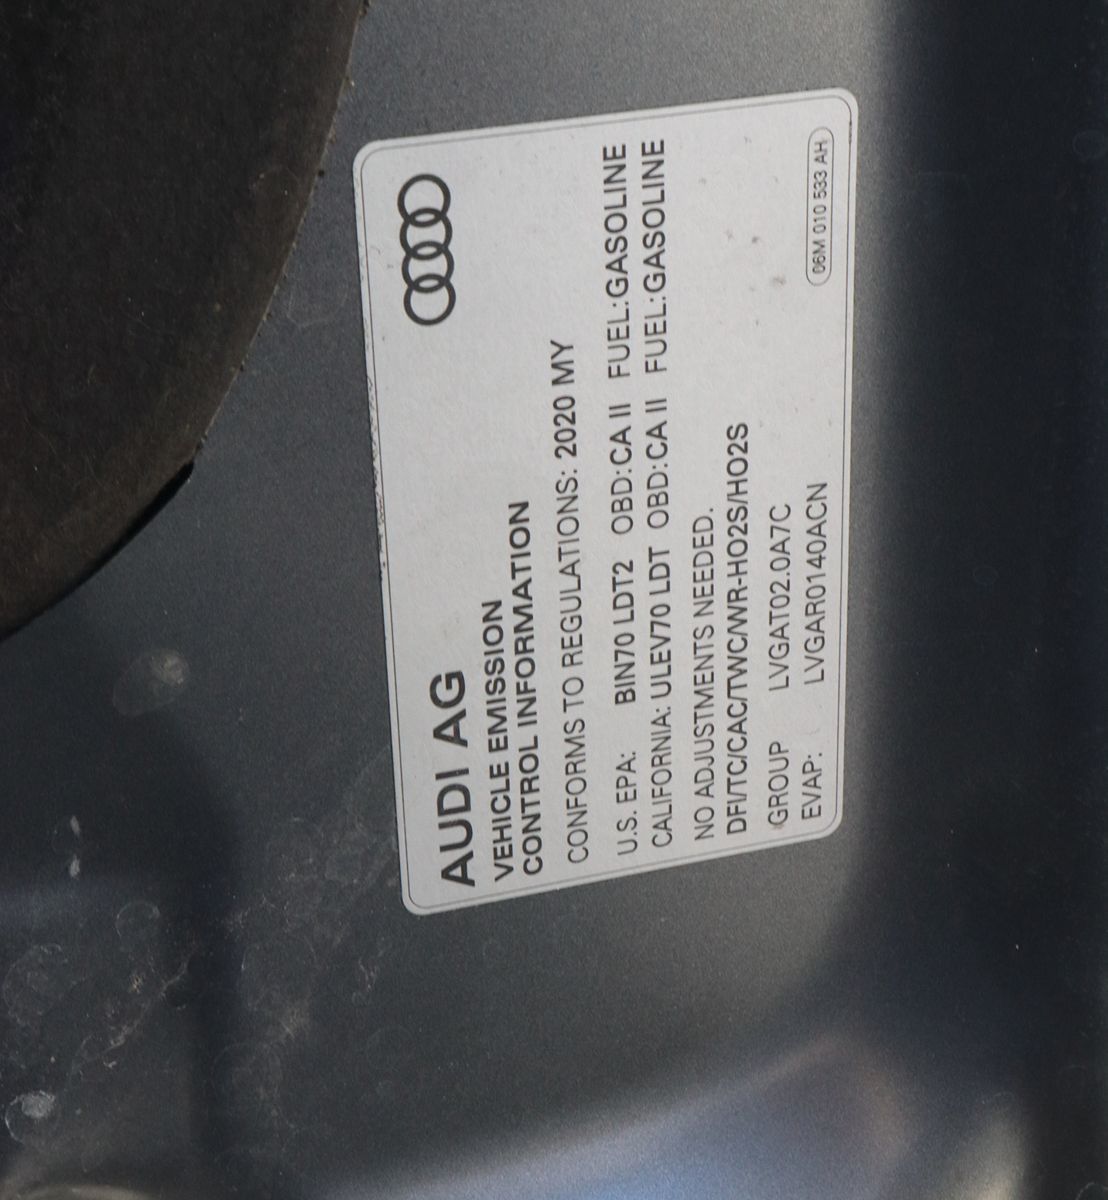 AUDI AG
VEHICLE EMISSION
CONTROL INFORMATION
CONFORMS TO REGULATIONS: 2020 MY
U.S. EPA: BIN70 LDT2 OBD:CA II FUEL:GASOLINE
CALIFORNIA: ULEV70 LDT OBD:CA II FUEL:GASOLINE
NO ADJUSTMENTS NEEDED.
DFI/TC/CAC/TWC/WR-HO2S/HO2S
GROUP LVGAT02.0A7C
EVAP: LVGAR0140ACN
06M 010 533 AH